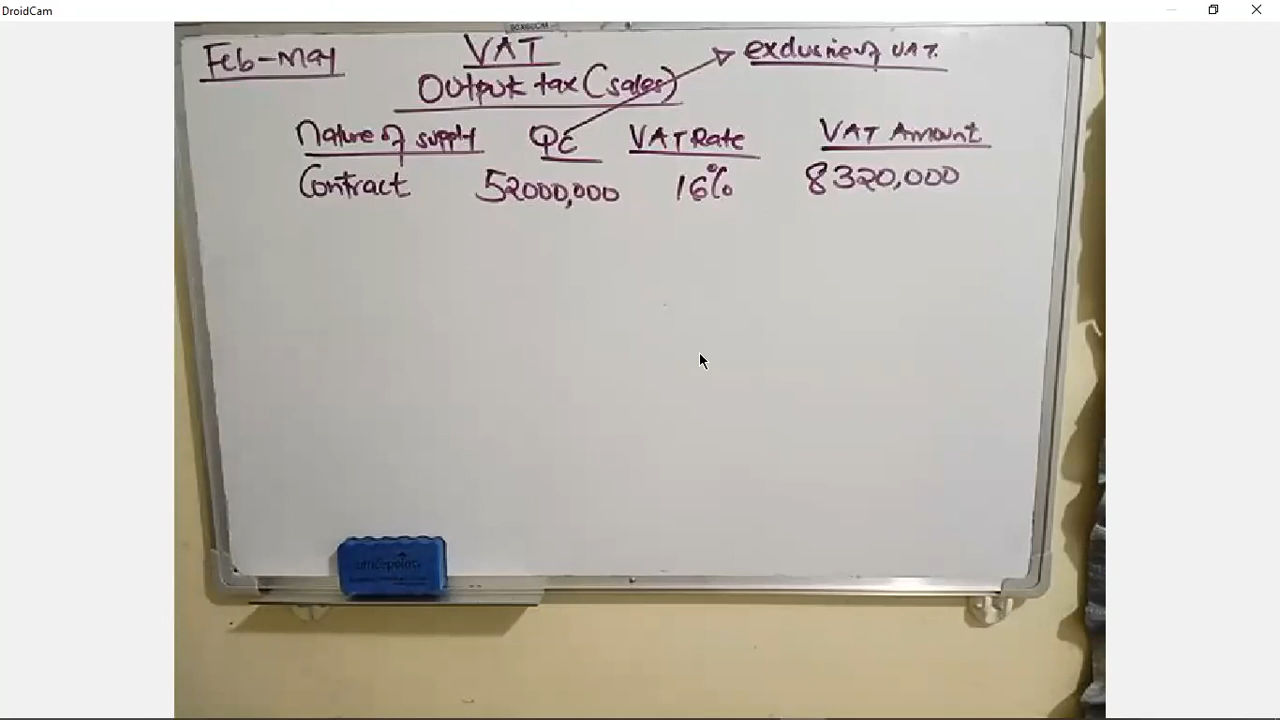 DroidCam
Feb-May
VAT
exclusive of VAT.
Output tax (sales)
Nature of supply QE VAT Rate VAT Amount
Contract 52000,000 16% 8320,000
officepoint